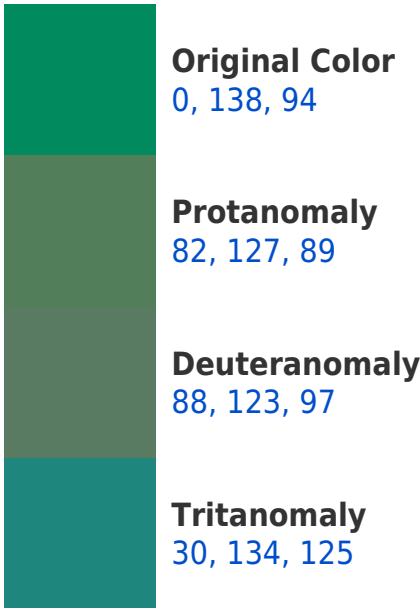 Original Color
0, 138, 94
Protanomaly
82, 127, 89
Deuteranomaly
88, 123, 97
Tritanomaly
30, 134, 125